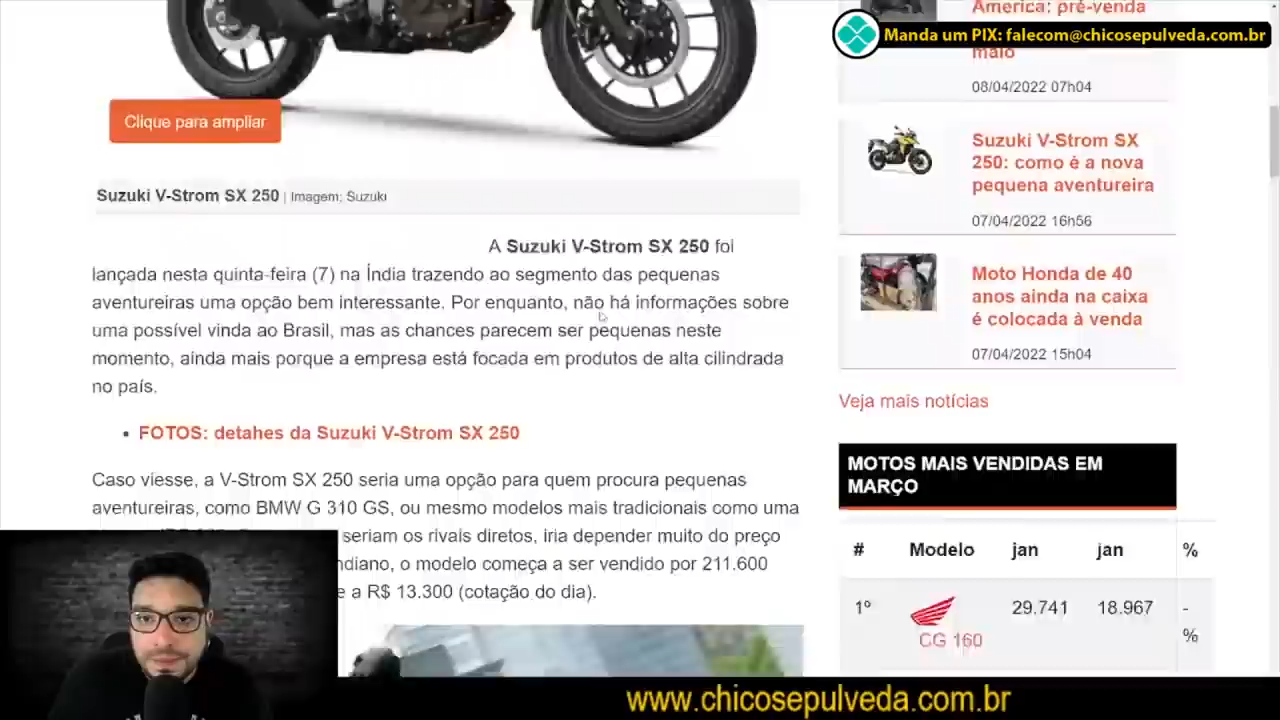 America: pré-venda
Manda um PIX: falecom@chicosepulveda.com.br
maio
08/04/2022 07h04
Clique para ampliar
Suzuki V-Strom SX
250: como é a nova
pequena aventureira
07/04/2022 16h56
Suzuki V-Strom SX 250 | Imagem: Suzuki
A Suzuki V-Strom SX 250 foi
lançada nesta quinta-feira (7) na Índia trazendo ao segmento das pequenas
aventureiras uma opção bem interessante. Por enquanto, não há informações sobre
uma possível vinda ao Brasil, mas as chances parecem ser pequenas neste
momento, ainda mais porque a empresa está focada em produtos de alta cilindrada
no país.
Moto Honda de 40
anos ainda na caixa
é colocada à venda
07/04/2022 15h04
Veja mais notícias
FOTOS: detahes da Suzuki V-Strom SX 250
Caso viesse, a V-Strom SX 250 seria uma opção para quem procura pequenas
aventureiras, como BMW G 310 GS, ou mesmo modelos mais tradicionais como uma
seriam os rivais diretos, iria depender muito do preço
ndiano, o modelo começa a ser vendido por 211.600
e a R$ 13.300 (cotação do dia).
MOTOS MAIS VENDIDAS EM
MARÇO
# Modelo jan jan %
1º CG 160 29.741 18.967 -
%
www.chicosepulveda.com.br